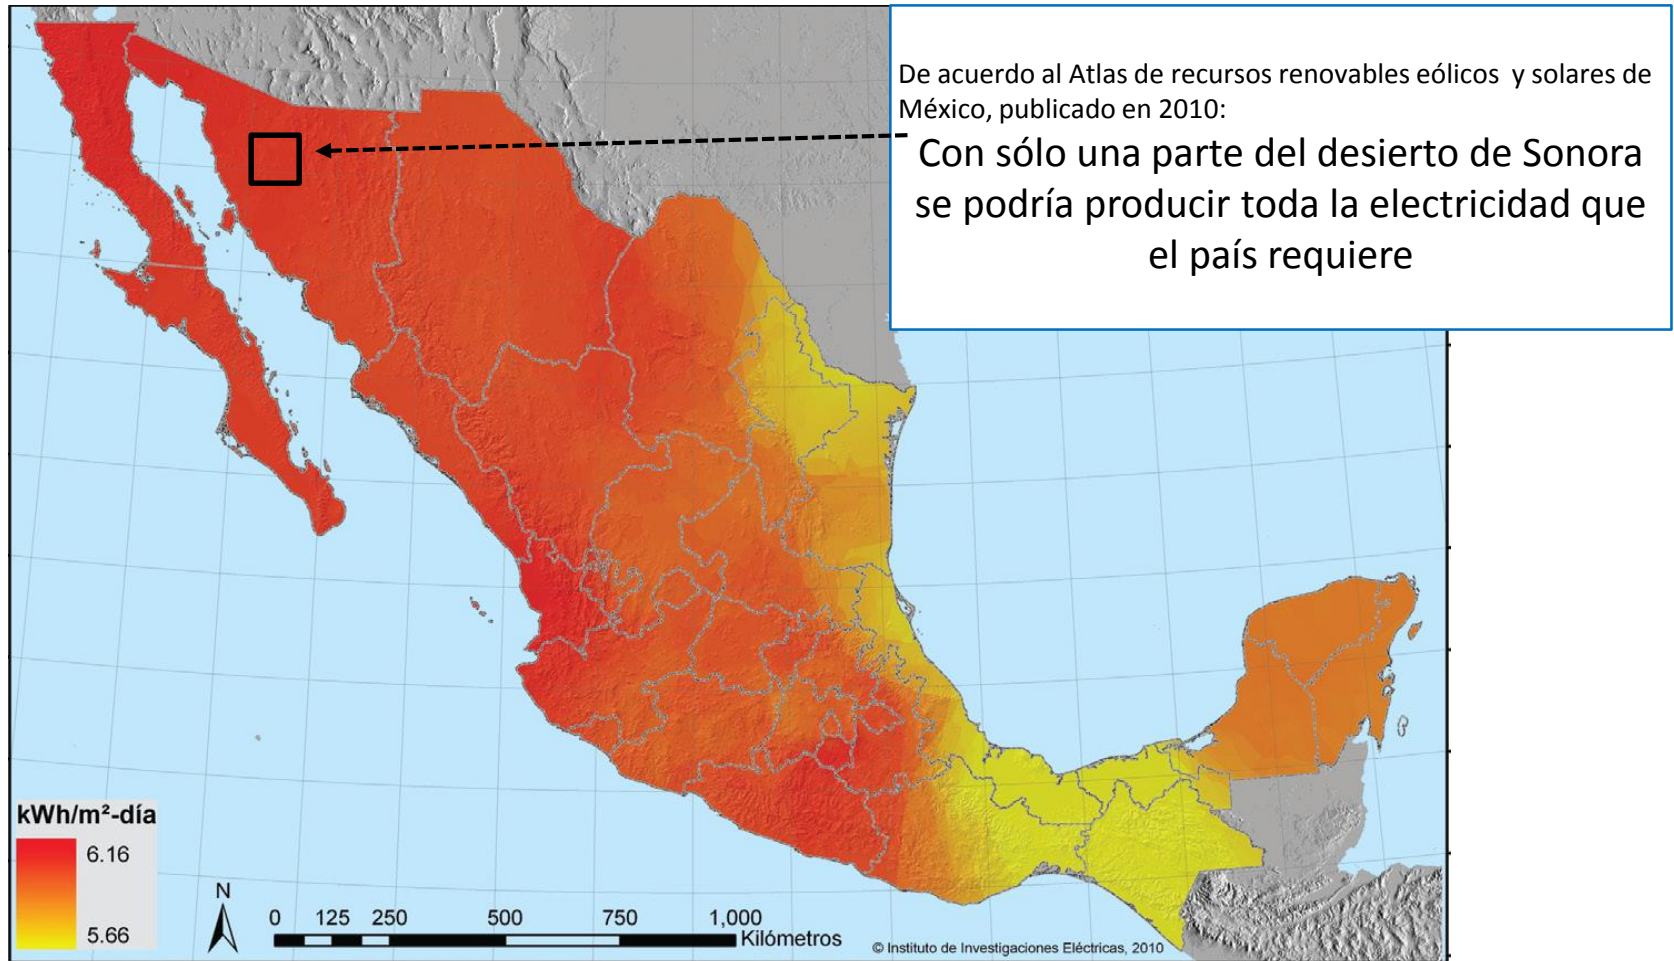 De acuerdo al Atlas de recursos renovables eólicos  y solares de
México, publicado en 2010:
Con sólo una parte del desierto de Sonora
se podría producir toda la electricidad que
el país requiere
kWh/m²-día
6.16
5.66
N
0 125 250 500 750 1,000
Kilómetros
© Instituto de Investigaciones Eléctricas, 2010